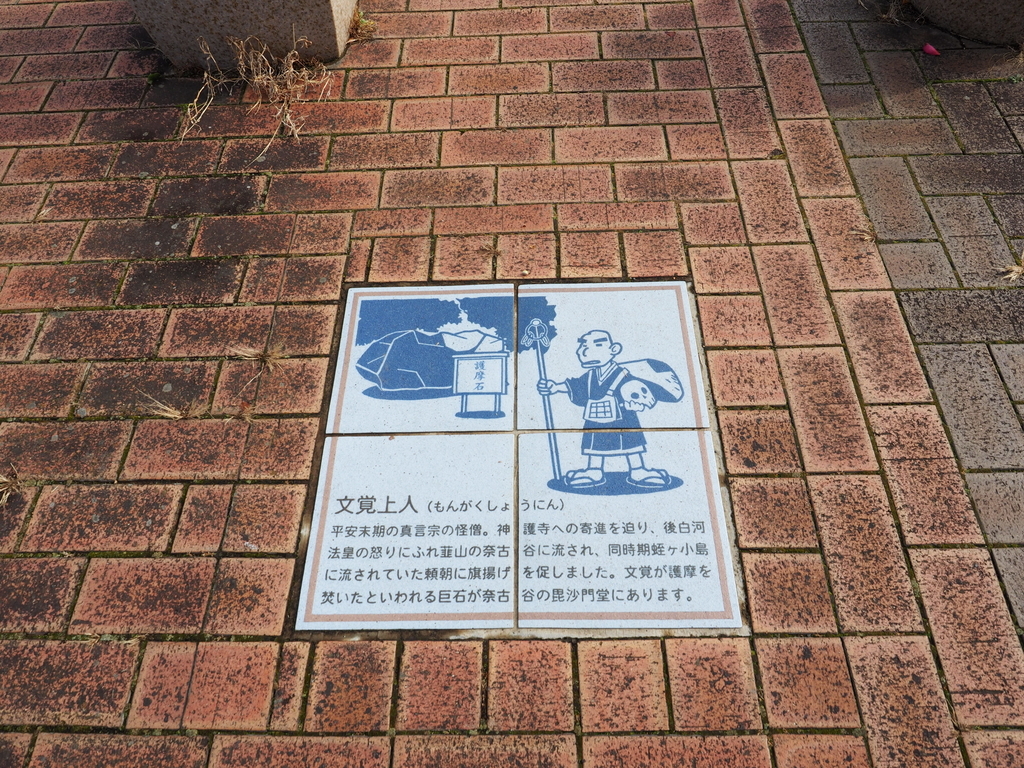 護摩石
文覚上人（もんがくしょうにん）
平安末期の真言宗の怪僧。神護寺への寄進を迫り、後白河
法皇の怒りにふれ韮山の奈古谷に流され、同時期蛭ヶ小島
に流されていた頼朝に旗揚げを促しました。文覚が護摩を
焚いたといわれる巨石が奈古谷の毘沙門堂にあります。